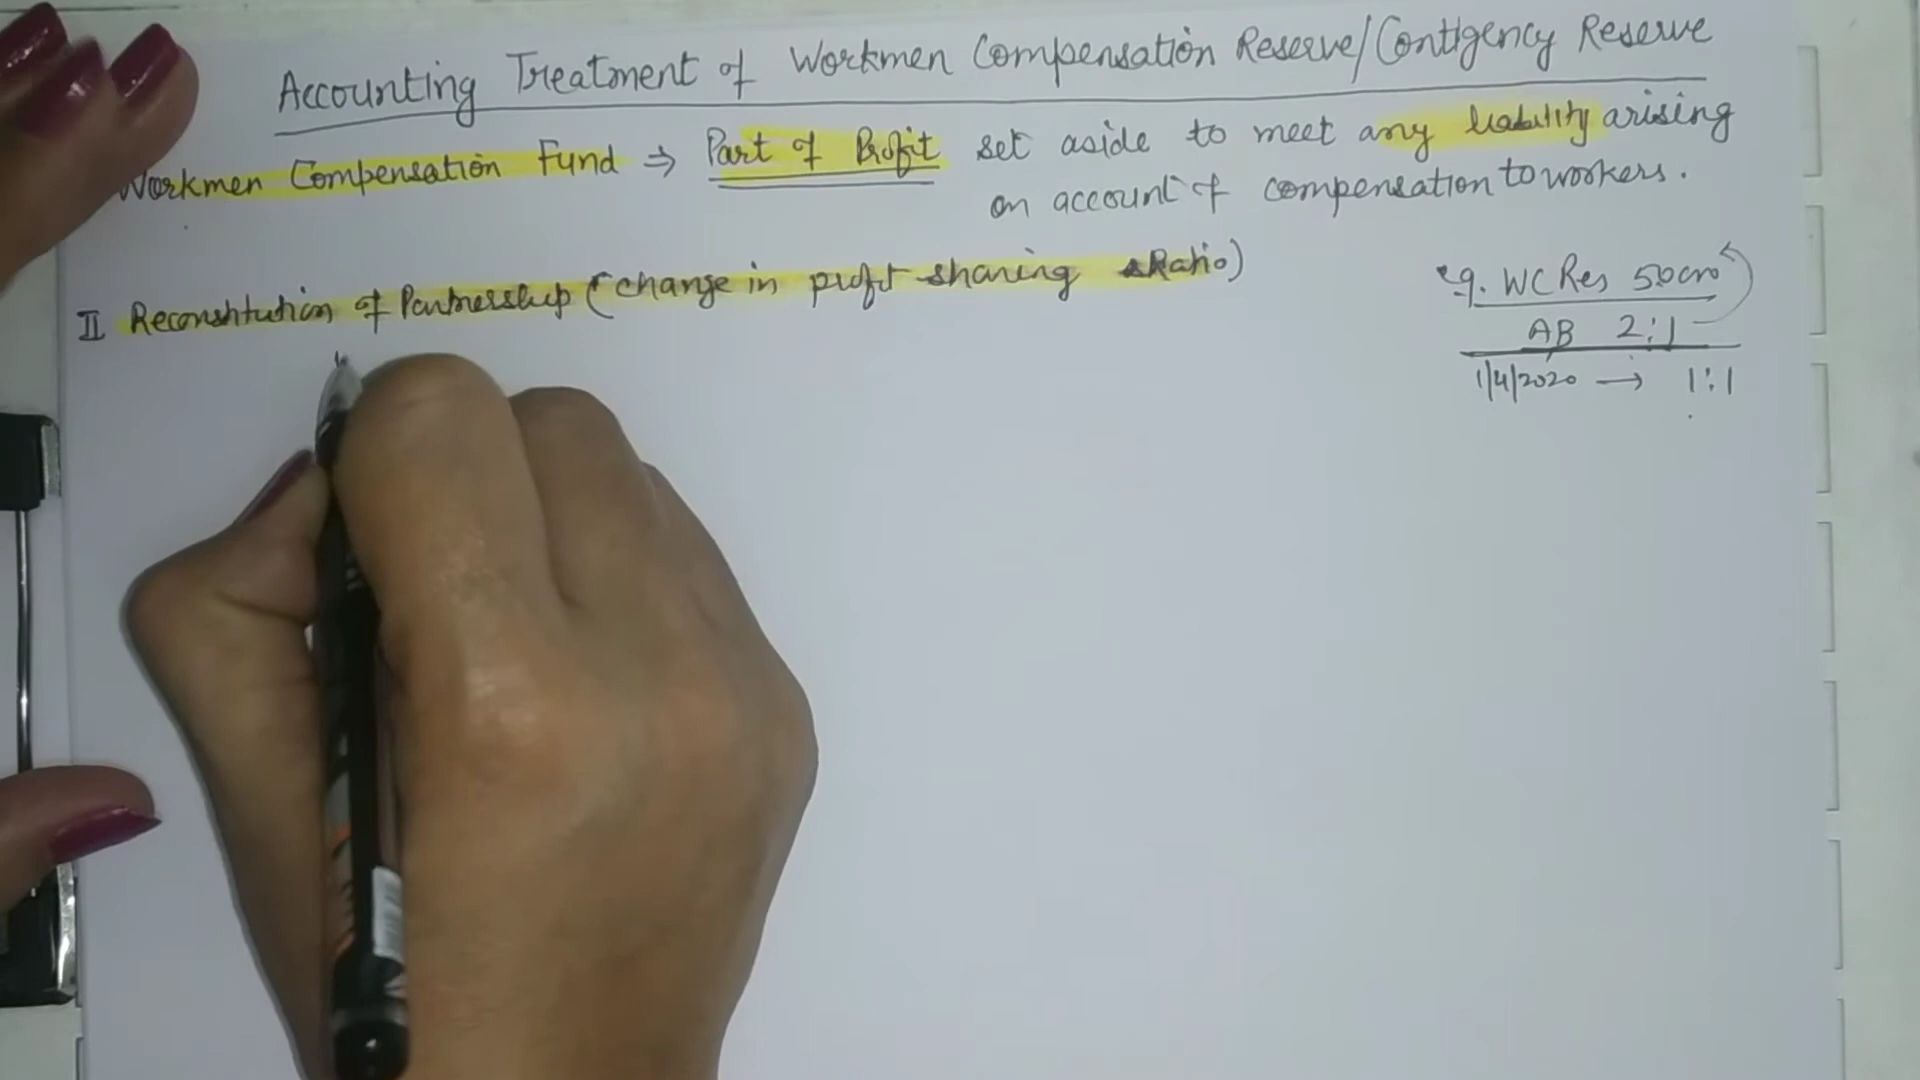 Accounting Treatment of Workmen Compensation Reserve/Contigency Reserve
Workmen Compensation Fund ⇒ Part of Profit set aside to meet any liability arising
on account of compensation to workers.
II Reconstitution of Partnership (change in profit sharing Ratio)
eg. WC Res 50000
AB 2:1
1/4/2020 → 1:1